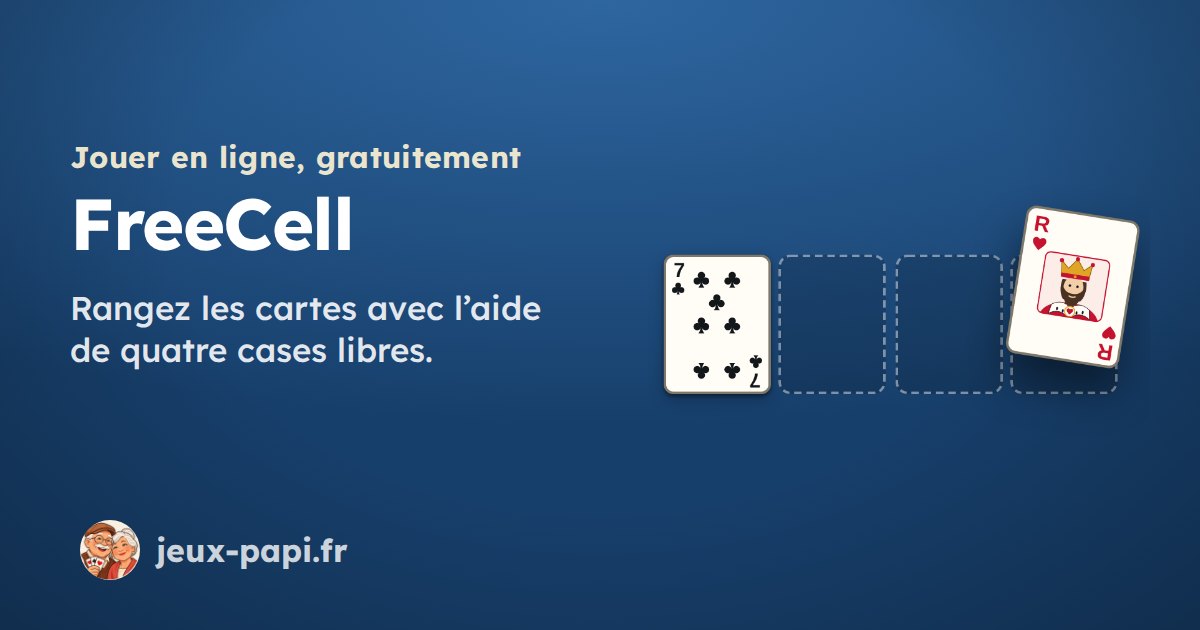 Jouer en ligne, gratuitement
FreeCell
Rangez les cartes avec l’aide
de quatre cases libres.
7
7
R
R
jeux-papi.fr